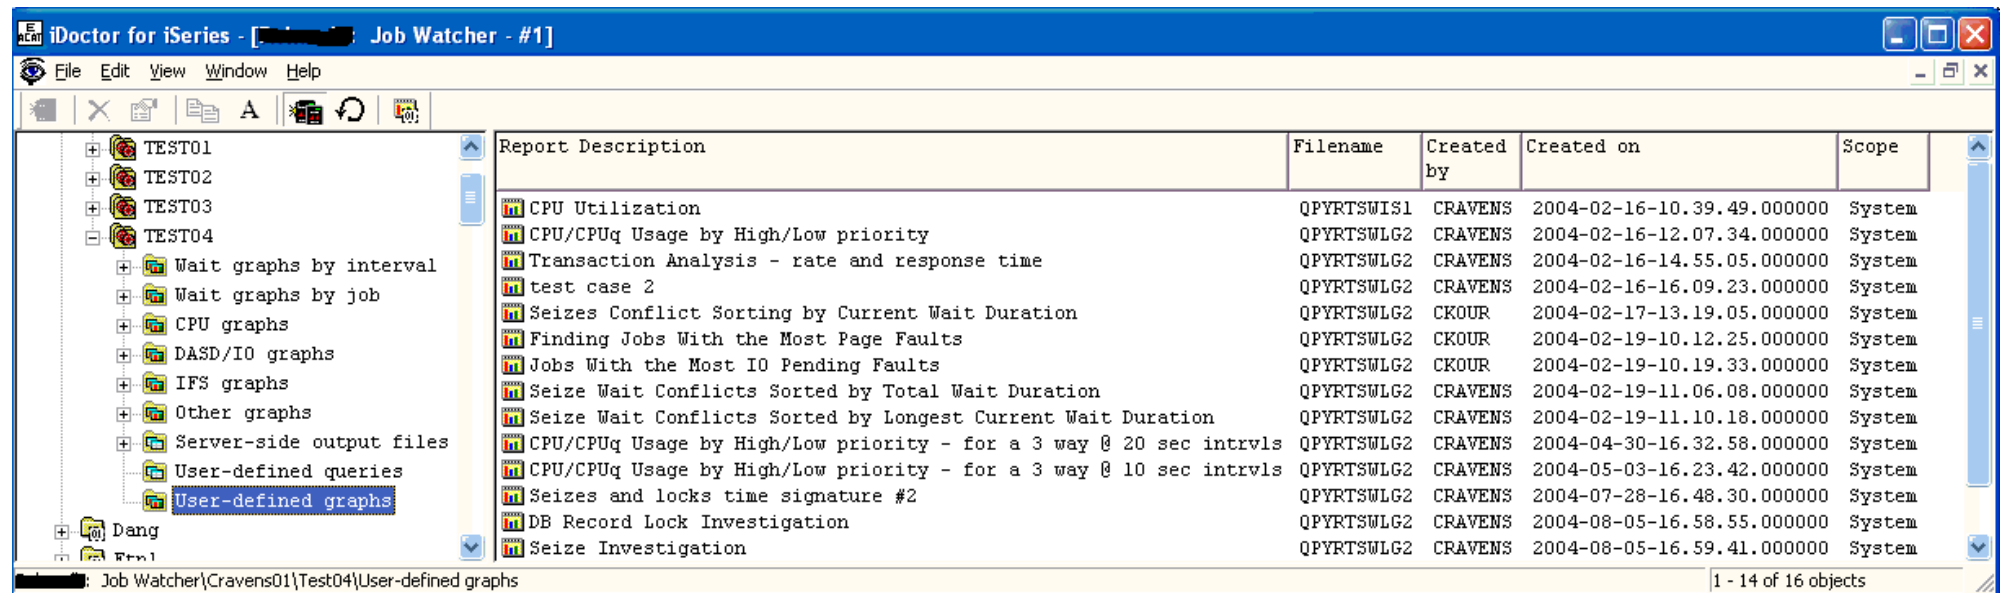 iDoctor for iSeries - [ : Job Watcher - #1]
File Edit View Window Help
TEST01
TEST02
TEST03
TEST04
Wait graphs by interval
Wait graphs by job
CPU graphs
DASD/IO graphs
IFS graphs
Other graphs
Server-side output files
User-defined queries
User-defined graphs
Dang
Report Description Filename Created by Created on Scope
CPU Utilization QPYRTSWIS1 CRAVENS 2004-02-16-10.39.49.000000 System
CPU/CPUq Usage by High/Low priority QPYRTSWLG2 CRAVENS 2004-02-16-12.07.34.000000 System
Transaction Analysis - rate and response time QPYRTSWLG2 CRAVENS 2004-02-16-14.55.05.000000 System
test case 2 QPYRTSWLG2 CRAVENS 2004-02-16-16.09.23.000000 System
Seizes Conflict Sorting by Current Wait Duration QPYRTSWLG2 CKOUR 2004-02-17-13.19.05.000000 System
Finding Jobs With the Most Page Faults QPYRTSWLG2 CKOUR 2004-02-19-10.12.25.000000 System
Jobs With the Most IO Pending Faults QPYRTSWLG2 CKOUR 2004-02-19-10.19.33.000000 System
Seize Wait Conflicts Sorted by Total Wait Duration QPYRTSWLG2 CRAVENS 2004-02-19-11.06.08.000000 System
Seize Wait Conflicts Sorted by Longest Current Wait Duration QPYRTSWLG2 CRAVENS 2004-02-19-11.10.18.000000 System
CPU/CPUq Usage by High/Low priority - for a 3 way @ 20 sec intrvls QPYRTSWLG2 CRAVENS 2004-04-30-16.32.58.000000 System
CPU/CPUq Usage by High/Low priority - for a 3 way @ 10 sec intrvls QPYRTSWLG2 CRAVENS 2004-05-03-16.23.42.000000 System
Seizes and locks time signature #2 QPYRTSWLG2 CRAVENS 2004-07-28-16.48.30.000000 System
DB Record Lock Investigation QPYRTSWLG2 CRAVENS 2004-08-05-16.58.55.000000 System
Seize Investigation QPYRTSWLG2 CRAVENS 2004-08-05-16.59.41.000000 System
: Job Watcher\Cravens01\Test04\User-defined graphs
1 - 14 of 16 objects